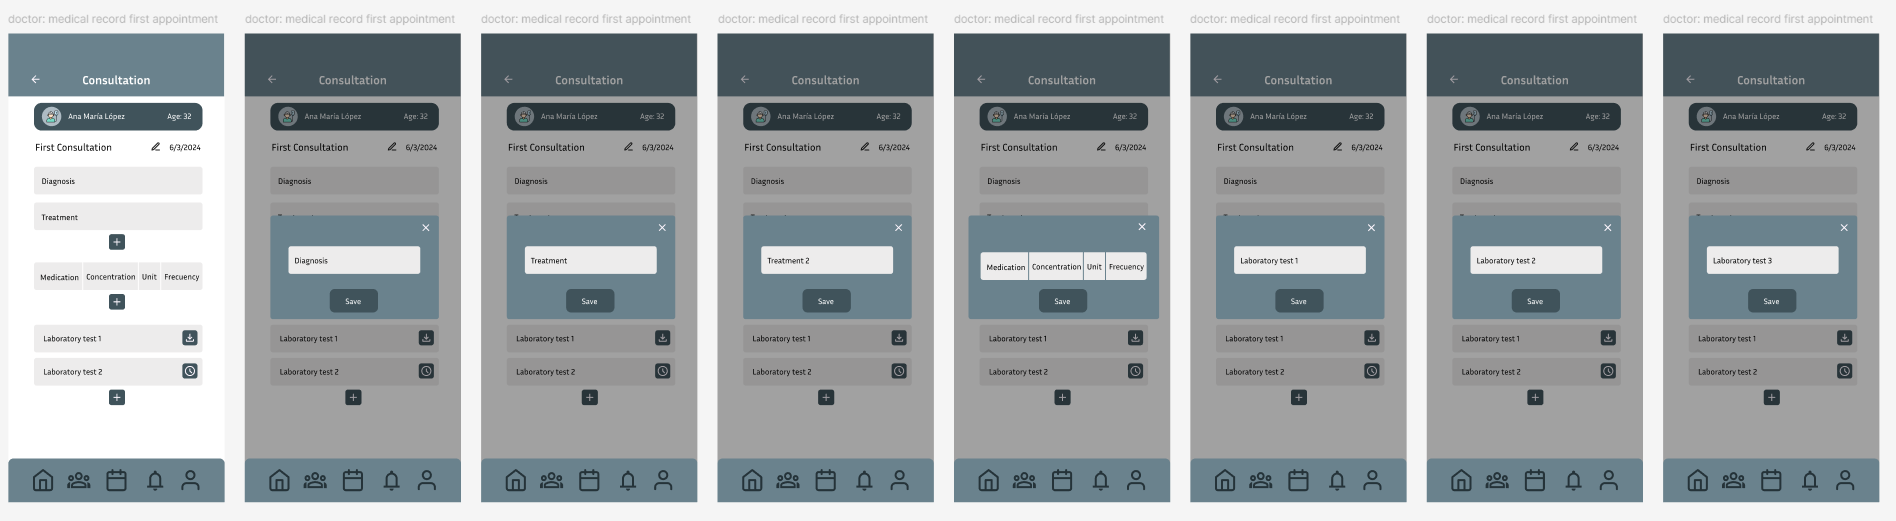 doctor: medical record first appointment
Consultation
Ana María López Age: 32
First Consultation 6/3/2024
Diagnosis
Treatment
Medication Concentration Unit Frecuency
Laboratory test 1
Laboratory test 2
doctor: medical record first appointment
Consultation
Ana María López Age: 32
First Consultation 6/3/2024
Diagnosis
Diagnosis
Save
Laboratory test 1
Laboratory test 2
doctor: medical record first appointment
Consultation
Ana María López Age: 32
First Consultation 6/3/2024
Diagnosis
Treatment
Save
Laboratory test 1
Laboratory test 2
doctor: medical record first appointment
Consultation
Ana María López Age: 32
First Consultation 6/3/2024
Diagnosis
Treatment 2
Save
Laboratory test 1
Laboratory test 2
doctor: medical record first appointment
Consultation
Ana María López Age: 32
First Consultation 6/3/2024
Diagnosis
Medication Concentration Unit Frecuency
Save
Laboratory test 1
Laboratory test 2
doctor: medical record first appointment
Consultation
Ana María López Age: 32
First Consultation 6/3/2024
Diagnosis
Laboratory test 1
Save
Laboratory test 1
Laboratory test 2
doctor: medical record first appointment
Consultation
Ana María López Age: 32
First Consultation 6/3/2024
Diagnosis
Laboratory test 2
Save
Laboratory test 1
Laboratory test 2
doctor: medical record first appointment
Consultation
Ana María López Age: 32
First Consultation 6/3/2024
Diagnosis
Laboratory test 3
Save
Laboratory test 1
Laboratory test 2